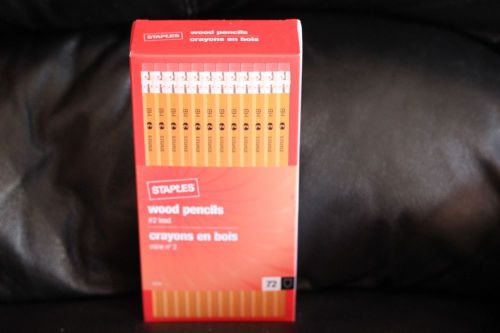 STAPLES
wood pencils
crayons en bois
STAPLES
wood pencils
#2 lead
crayons en bois
mine n° 2
72